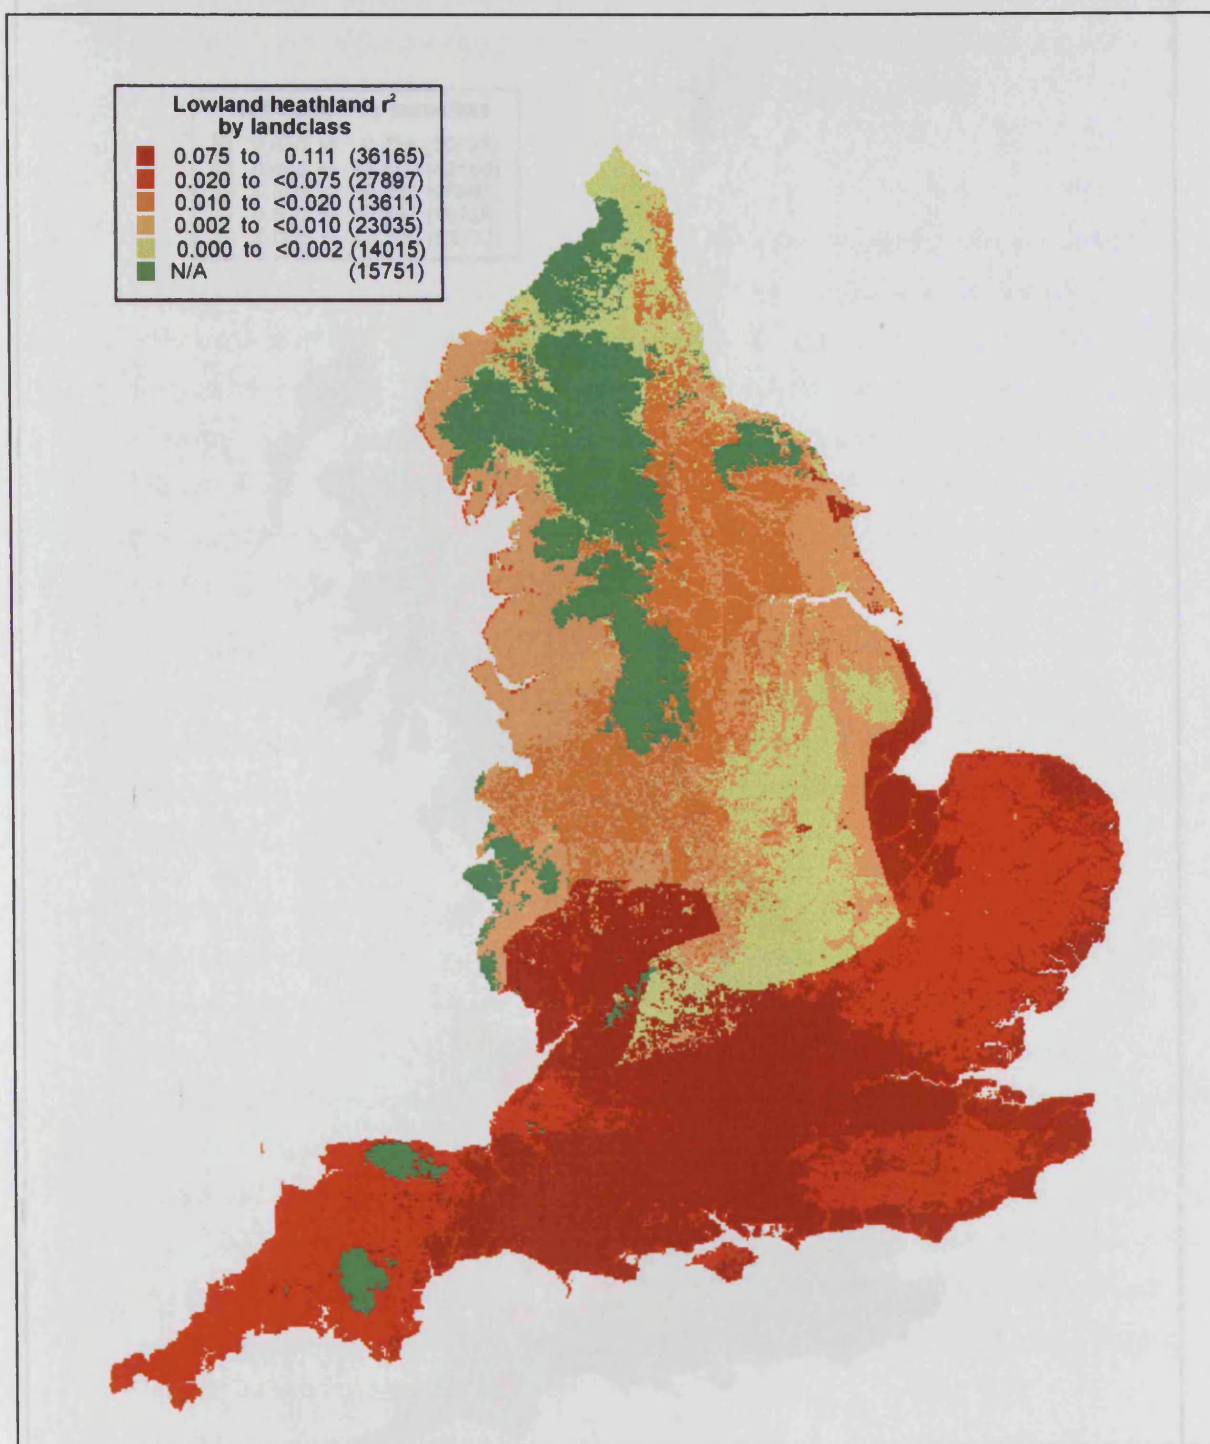 Lowland heathland r²
by landclass
0.075 to 0.111 (36165)
0.020 to <0.075 (27897)
0.010 to <0.020 (13611)
0.002 to <0.010 (23035)
0.000 to <0.002 (14015)
N/A (15751)